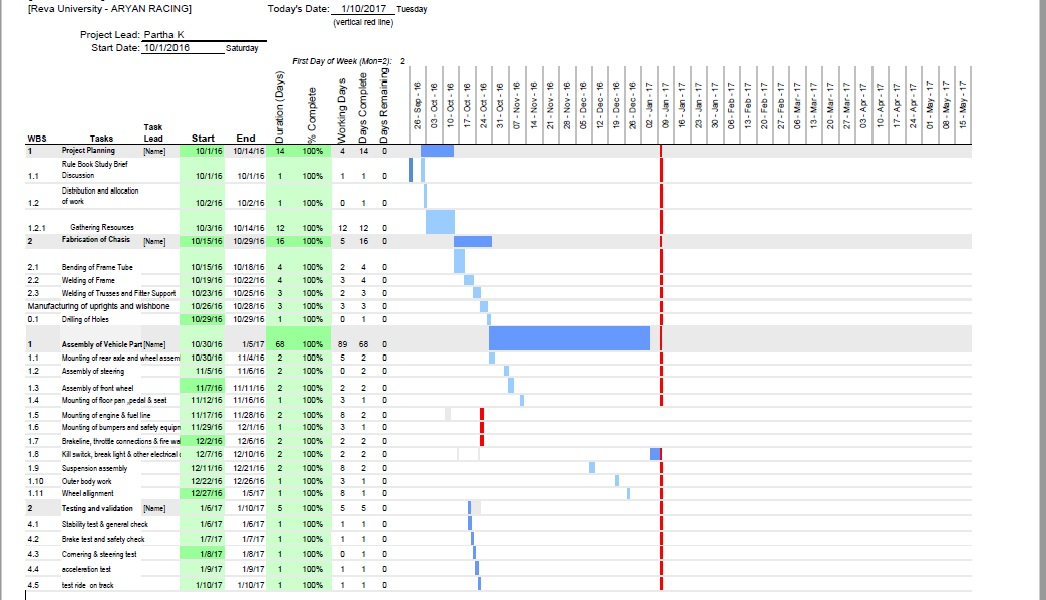 [Reva University - ARYAN RACING] Today's Date: 1/10/2017 Tuesday
(vertical red line)
Project Lead: Partha K
Start Date: 10/1/2016 Saturday
First Day of Week (Mon=2): 2
WBS Tasks Task Lead Start End Duration (Days) % Complete Working Days Days Complete Days Remaining 26 - Sep - 16 03 - Oct - 16 10 - Oct - 16 24 - Oct - 16 31 - Oct - 16 07 - Nov - 16 14 - Nov - 16 21 - Nov - 16 28 - Nov - 16 05 - Dec - 16 12 - Dec - 16 19 - Dec - 16 26 - Dec - 16 02 - Jan - 17 09 - Jan - 17 16 - Jan - 17 23 - Jan - 17 30 - Jan - 17 06 - Feb - 17 13 - Feb - 17 20 - Feb - 17 27 - Feb - 17 06 - Mar - 17 13 - Mar - 17 20 - Mar - 17 27 - Mar - 17 03 - Apr - 17 10 - Apr - 17 17 - Apr - 17 24 - Apr - 17 01 - May - 17 08 - May - 17 15 - May - 17
1 Project Planning [Name] 10/1/16 10/14/16 14 100% 4 14 0
Rule Book Study Brief
1.1 Discussion 10/1/16 10/1/16 1 100% 1 1 0
Distribution and allocation
1.2 of work 10/2/16 10/2/16 1 100% 0 1 0
1.2.1 Gathering Resources 10/3/16 10/14/16 12 100% 12 12 0
2 Fabrication of Chasis [Name] 10/15/16 10/29/16 16 100% 5 16 0
2.1 Bending of Frame Tube 10/15/16 10/18/16 4 100% 2 4 0
2.2 Welding of Frame 10/19/16 10/22/16 4 100% 3 4 0
2.3 Welding of Trusses and Fitter Support 10/23/16 10/25/16 3 100% 2 3 0
Manufacturing of uprights and wishbone 10/26/16 10/28/16 3 100% 3 3 0
0.1 Drilling of Holes 10/29/16 10/29/16 1 100% 0 1 0
1 Assembly of Vehicle Part [Name] 10/30/16 1/5/17 68 100% 89 68 0
1.1 Mounting of rear axle and wheel assem 10/30/16 11/4/16 2 100% 5 2 0
1.2 Assembly of steering 11/5/16 11/6/16 2 100% 0 2 0
1.3 Assembly of front wheel 11/7/16 11/11/16 2 100% 2 2 0
1.4 Mounting of floor pan ,pedal & seat 11/12/16 11/16/16 1 100% 3 1 0
1.5 Mounting of engine & fuel line 11/17/16 11/28/16 2 100% 8 2 0
1.6 Mounting of bumpers and safety equipn 11/29/16 12/1/16 1 100% 3 1 0
1.7 Brakeline, throttle connections & fire wa 12/2/16 12/6/16 2 100% 2 2 0
1.8 Kill switck, break light & other electrical c 12/7/16 12/10/16 2 100% 2 2 0
1.9 Suspension assembly 12/11/16 12/21/16 2 100% 8 2 0
1.10 Outer body work 12/22/16 12/26/16 1 100% 3 1 0
1.11 Wheel allignment 12/27/16 1/5/17 1 100% 8 1 0
2 Testing and validation [Name] 1/6/17 1/10/17 5 100% 5 5 0
4.1 Stability test & general check 1/6/17 1/6/17 1 100% 1 1 0
4.2 Brake test and safety check 1/7/17 1/7/17 1 100% 1 1 0
4.3 Cornering & steering test 1/8/17 1/8/17 1 100% 0 1 0
4.4 acceleration test 1/9/17 1/9/17 1 100% 1 1 0
4.5 test ride on track 1/10/17 1/10/17 1 100% 1 1 0